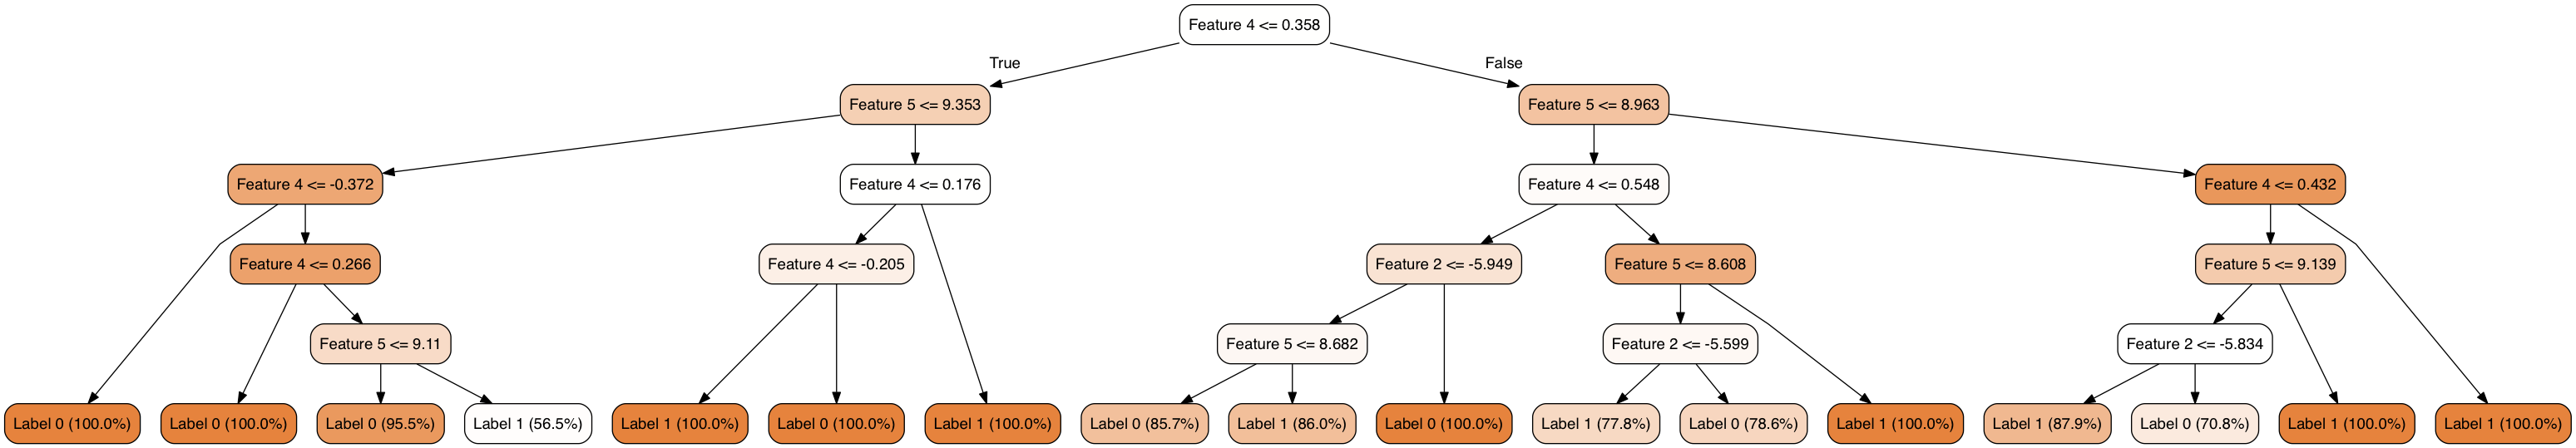 Feature 4 <= 0.358
True
False
Feature 5 <= 9.353
Feature 5 <= 8.963
Feature 4 <= -0.372
Feature 4 <= 0.176
Feature 4 <= 0.548
Feature 4 <= 0.432
Feature 4 <= 0.266
Feature 4 <= -0.205
Feature 2 <= -5.949
Feature 5 <= 8.608
Feature 5 <= 9.139
Feature 5 <= 9.11
Feature 5 <= 8.682
Feature 2 <= -5.599
Feature 2 <= -5.834
Label 0 (100.0%)
Label 0 (100.0%)
Label 0 (95.5%)
Label 1 (56.5%)
Label 1 (100.0%)
Label 0 (100.0%)
Label 1 (100.0%)
Label 0 (85.7%)
Label 1 (86.0%)
Label 0 (100.0%)
Label 1 (77.8%)
Label 0 (78.6%)
Label 1 (100.0%)
Label 1 (87.9%)
Label 0 (70.8%)
Label 1 (100.0%)
Label 1 (100.0%)